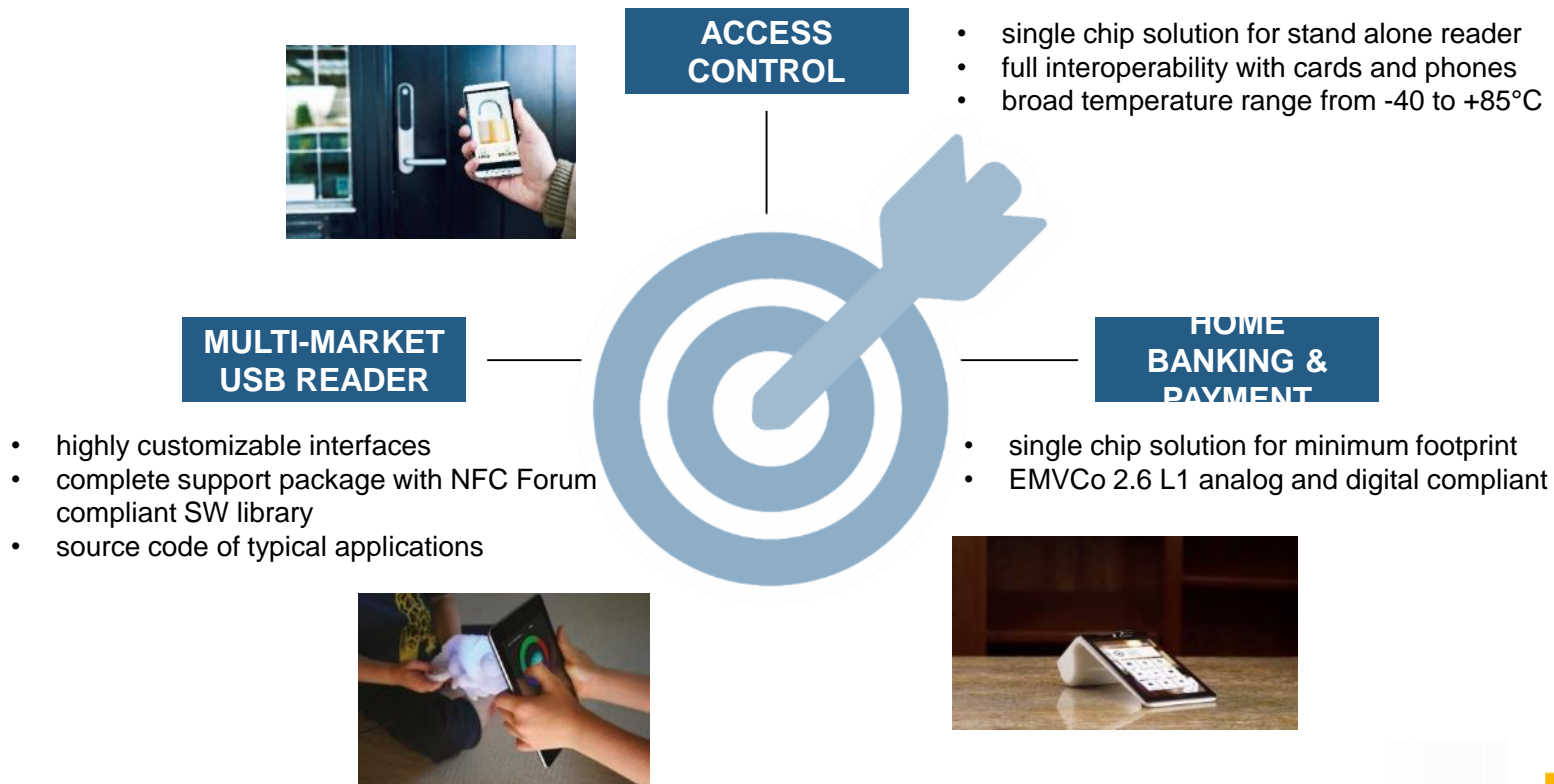 ACCESS
CONTROL
• single chip solution for stand alone reader
• full interoperability with cards and phones
• broad temperature range from -40 to +85°C
MULTI-MARKET
USB READER
• highly customizable interfaces
• complete support package with NFC Forum
compliant SW library
• source code of typical applications
HOME
BANKING &
PAYMENT
• single chip solution for minimum footprint
• EMVCo 2.6 L1 analog and digital compliant